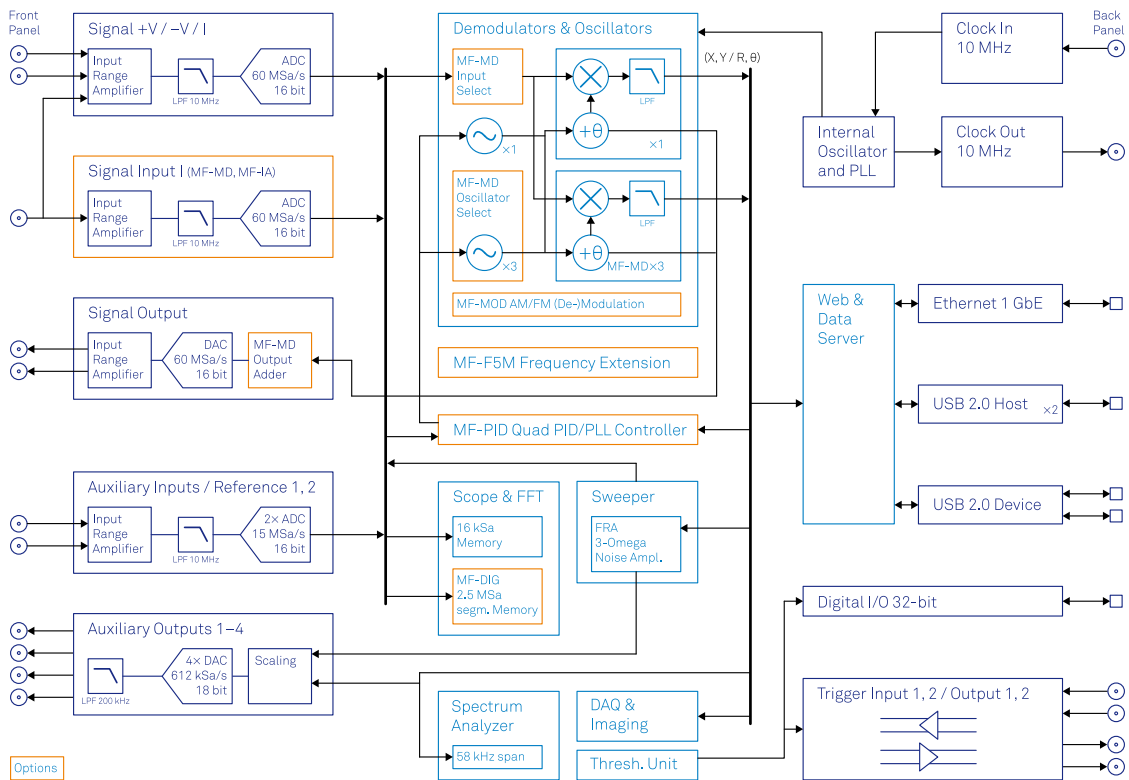 Front
Panel
Signal +V / –V / I
Input
Range
Amplifier
LPF 10 MHz
ADC
60 MSa/s
16 bit
Signal Input I (MF-MD, MF-IA)
Input
Range
Amplifier
LPF 10 MHz
ADC
60 MSa/s
16 bit
Signal Output
Input
Range
Amplifier
DAC
60 MSa/s
16 bit
MF-MD
Output
Adder
Auxiliary Inputs / Reference 1, 2
Input
Range
Amplifier
LPF 10 MHz
2× ADC
15 MSa/s
16 bit
Auxiliary Outputs 1–4
LPF 200 kHz
4× DAC
612 kSa/s
18 bit
Scaling
Options
Demodulators & Oscillators
MF-MD
Input
Select
×1
MF-MD
Oscillator
Select
×3
LPF
+θ
×1
LPF
+θ
MF-MD×3
MF-MOD AM/FM (De-)Modulation
MF-F5M Frequency Extension
MF-PID Quad PID/PLL Controller
Scope & FFT
16 kSa
Memory
MF-DIG
2.5 MSa
segm. Memory
Sweeper
FRA
3-Omega
Noise Ampl.
Spectrum
Analyzer
58 kHz span
DAQ &
Imaging
Thresh. Unit
(X, Y / R, θ)
Clock In
10 MHz
Back
Panel
Internal
Oscillator
and PLL
Clock Out
10 MHz
Web &
Data
Server
Ethernet 1 GbE
USB 2.0 Host ×2
USB 2.0 Device
Digital I/O 32-bit
Trigger Input 1, 2 / Output 1, 2